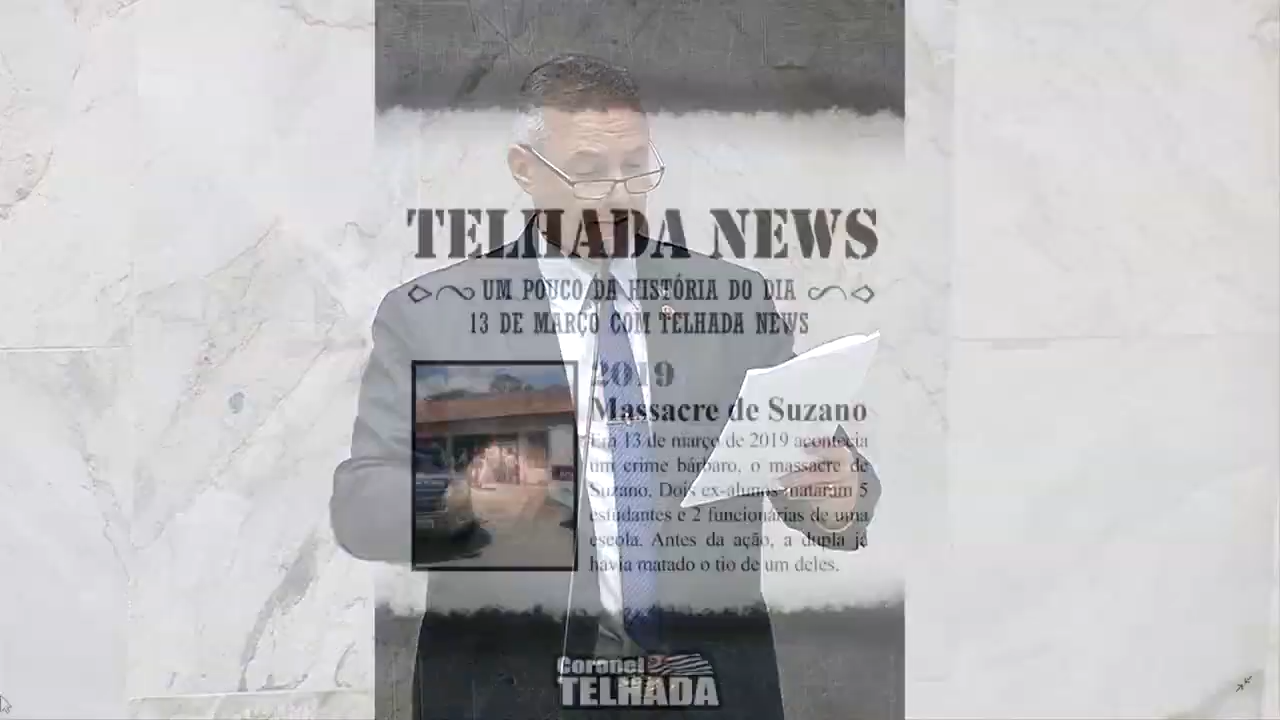 TELHADA NEWS
UM POUCO DA HISTÓRIA DO DIA
13 DE MARÇO COM TELHADA NEWS
2019
Massacre de Suzano
Em 13 de março de 2019 acontecia
um crime bárbaro, o massacre de
Suzano. Dois ex-alunos mataram 5
estudantes e 2 funcionárias de uma
escola. Antes da ação, a dupla já
havia matado o tio de um deles.
Coronel
TELHADA